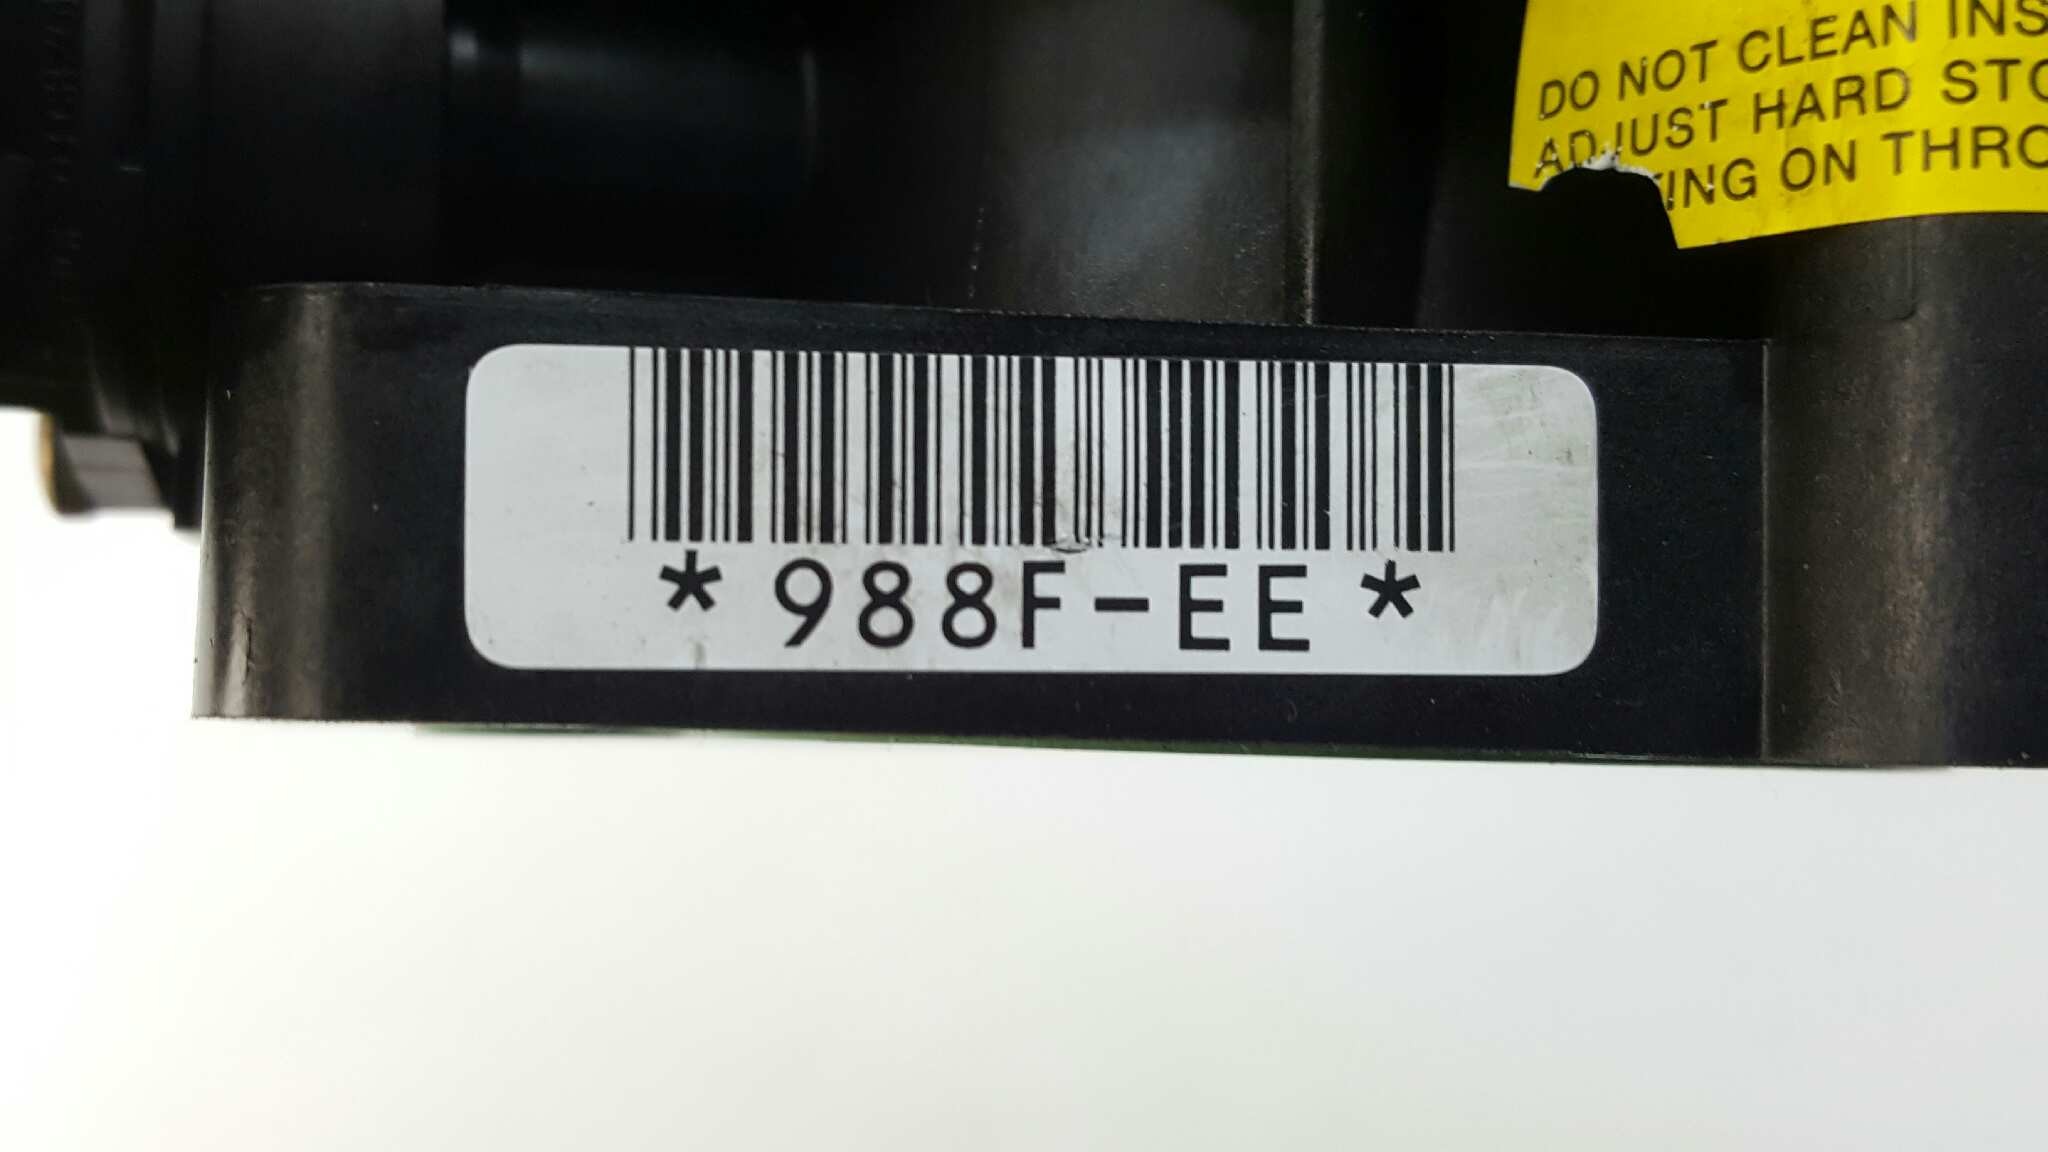 DO NOT CLEAN INS
ADJUST HARD STO
ING ON THRO
*988F-EE*